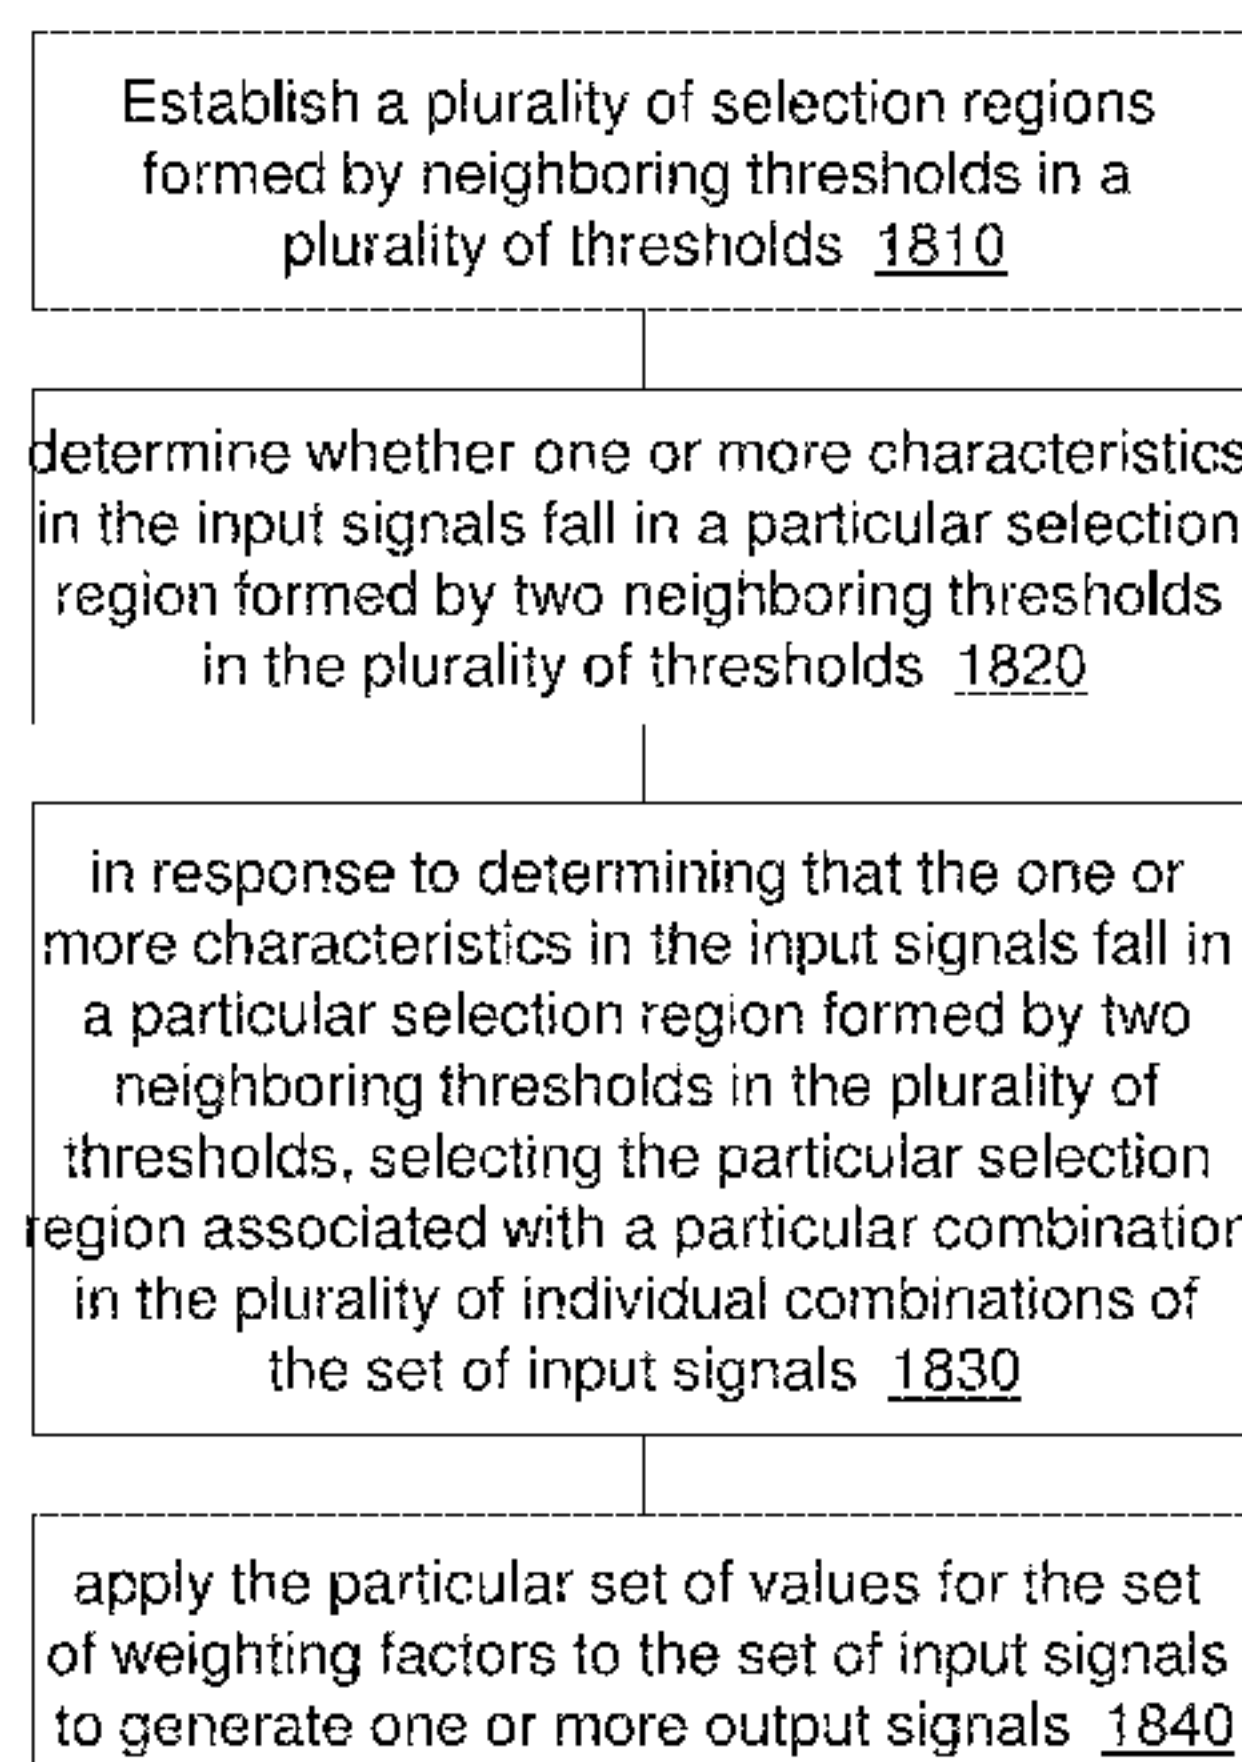 Establish a plurality of selection regions
formed by neighboring thresholds in a
plurality of thresholds 1810
determine whether one or more characteristics
in the input signals fall in a particular selection
region formed by two neighboring thresholds
in the plurality of thresholds 1820
in response to determining that the one or
more characteristics in the input signals fall in
a particular selection region formed by two
neighboring thresholds in the plurality of
thresholds, selecting the particular selection
region associated with a particular combination
in the plurality of individual combinations of
the set of input signals 1830
apply the particular set of values for the set
of weighting factors to the set of input signals
to generate one or more output signals 1840